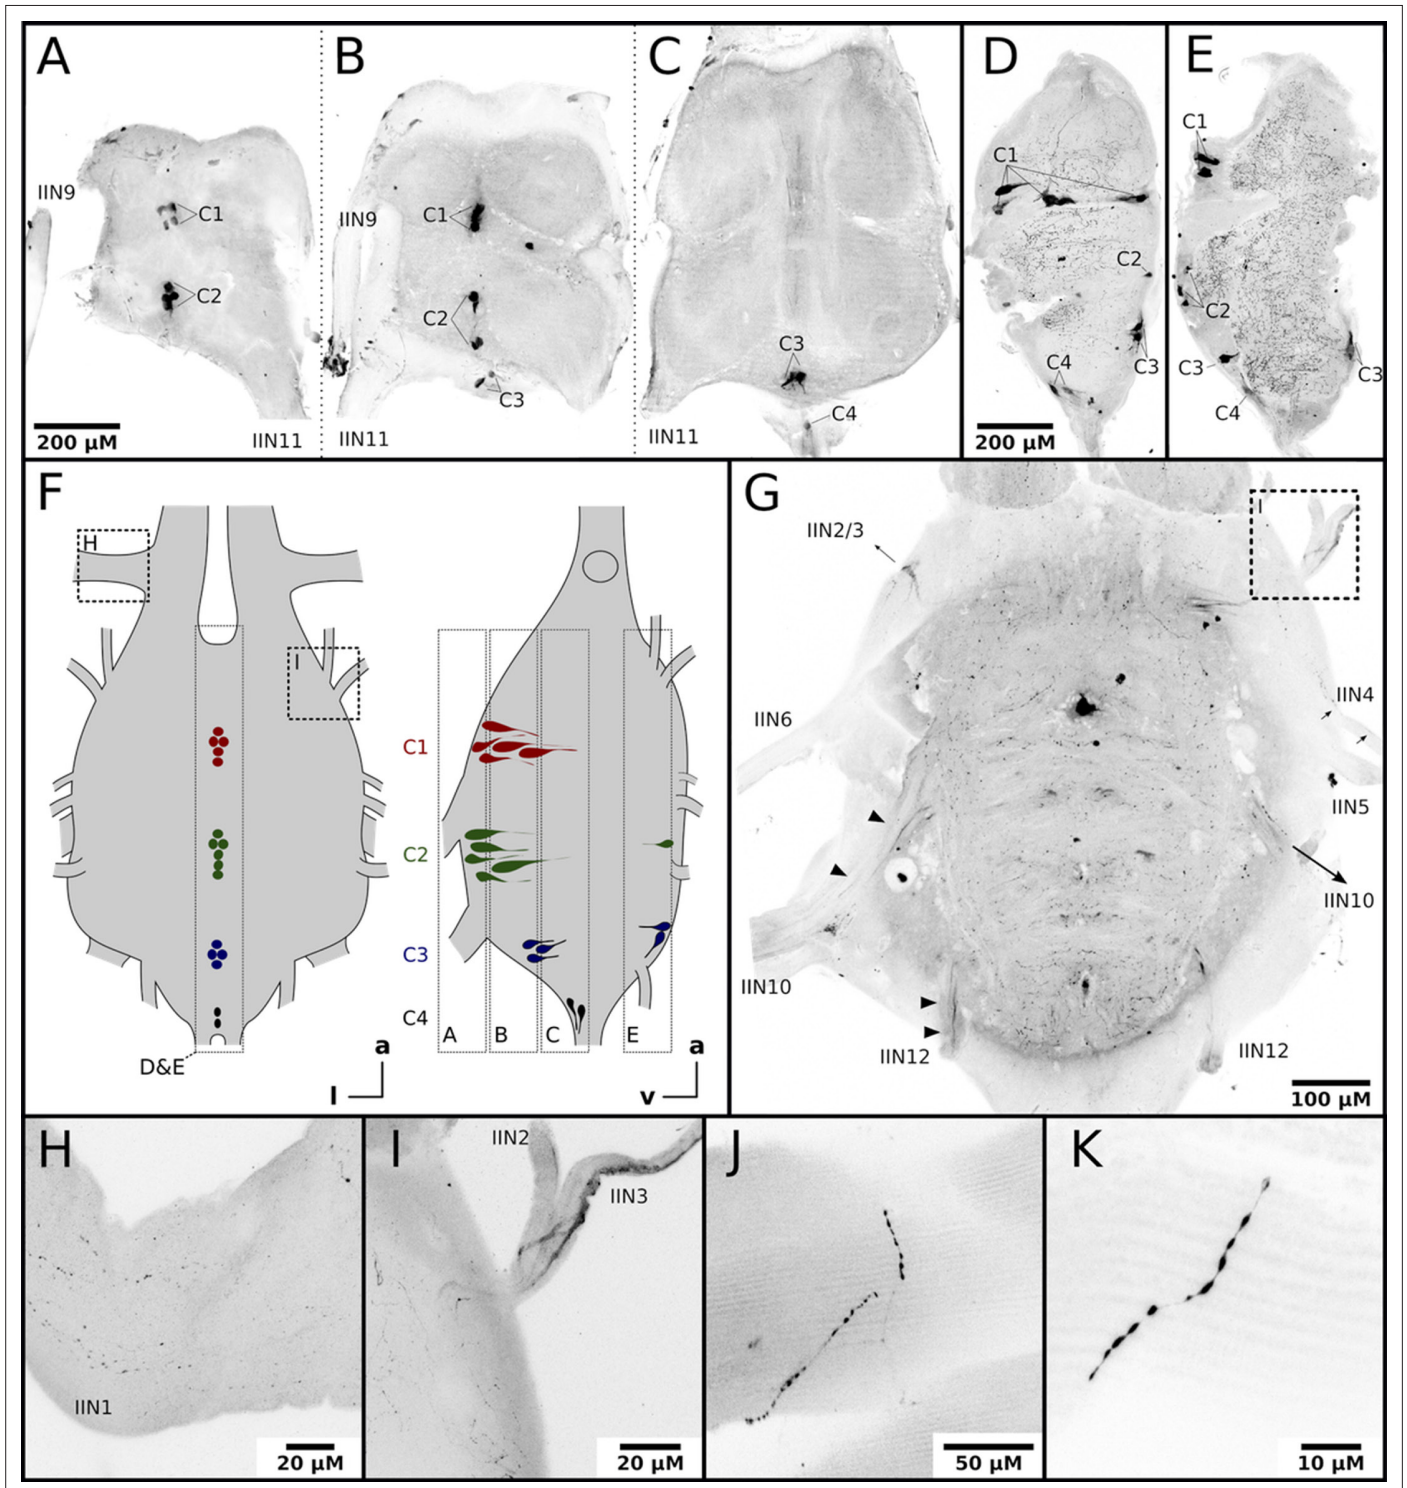 A
IIN9
C1
C2
200 µM
IIN11
B
IIN9
C1
C2
C3
IIN11
C
C3
C4
IIN11
D
C1
C2
C3
C4
200 µM
E
C1
C2
C3
C3
C4
F
H
I
C1
C2
C3
C4
D&E
A
B
C
E
a
l
a
v
G
I
IIN2/3
IIN4
IIN6
IIN5
IIN10
IIN10
IIN12
IIN12
100 µM
H
IIN1
20 µM
I
IIN2
IIN3
20 µM
J
50 µM
K
10 µM